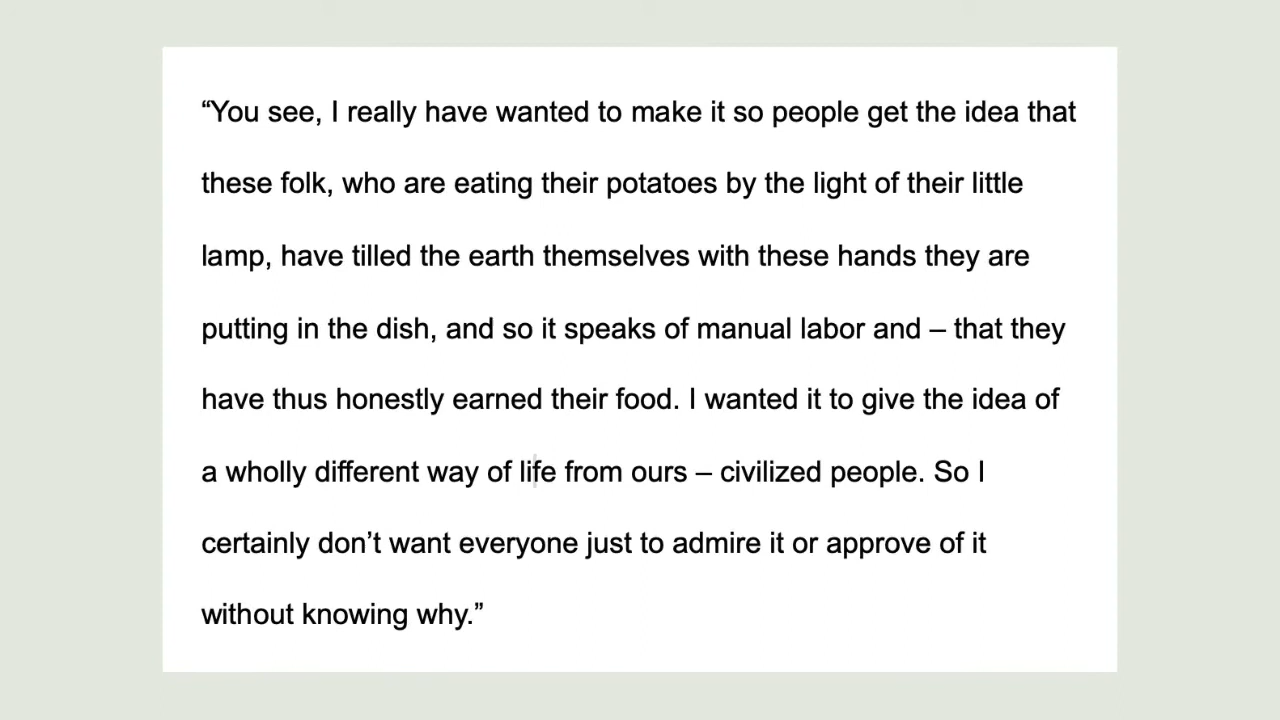 “You see, I really have wanted to make it so people get the idea that
these folk, who are eating their potatoes by the light of their little
lamp, have tilled the earth themselves with these hands they are
putting in the dish, and so it speaks of manual labor and – that they
have thus honestly earned their food. I wanted it to give the idea of
a wholly different way of life from ours – civilized people. So I
certainly don’t want everyone just to admire it or approve of it
without knowing why.”